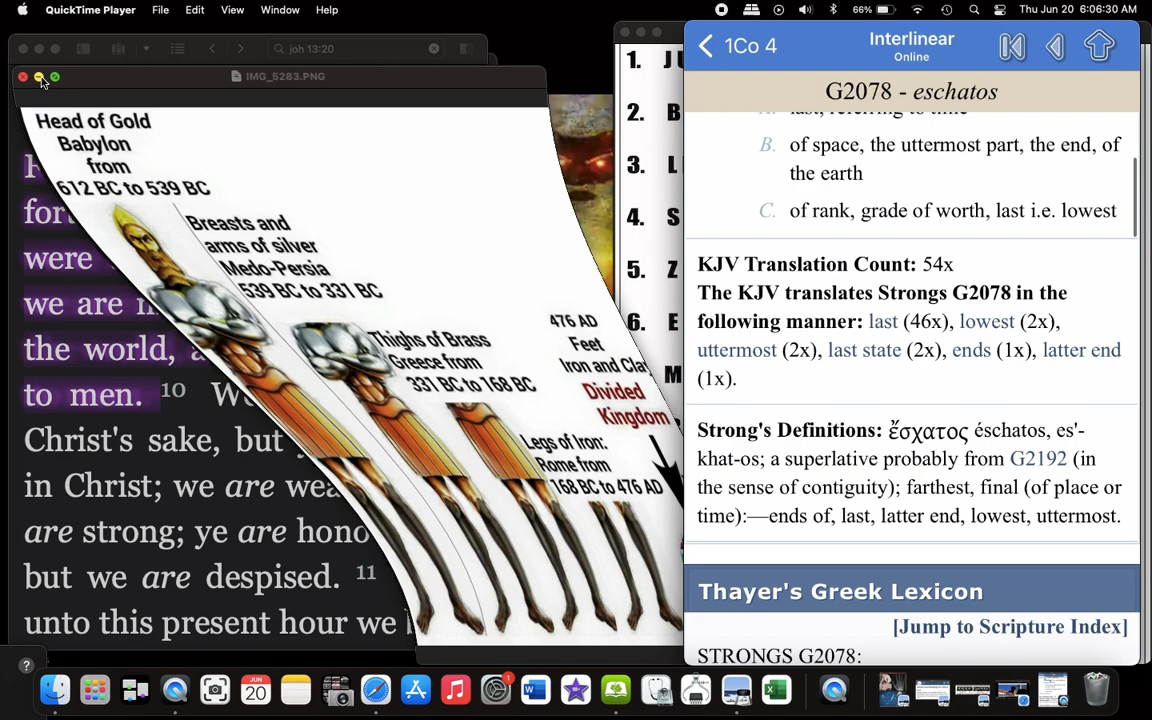 QuickTime Player File Edit View Window Help
66% Thu Jun 20 6:06:30 AM
joh 13:20
IMG_5283.PNG
Head of Gold
Babylon
from
612 BC to 539 BC
Breasts and
arms of silver
Medo-Persia
539 BC to 331 BC
Thighs of Brass
Greece from
331 BC to 168 BC
476 AD
Feet
Iron and Cla
Divided
Kingdom
Legs of Iron:
Rome from
168 BC to 476 AD
for
were
we are
the world,
to men. 10 We
Christ's sake, but
in Christ; we are wea
are strong; ye are hono
but we are despised. 11
unto this present hour we
1. JU
2. B
3. L
4. S
5. Z
6. E
M
1Co 4
Interlinear
Online
G2078 - eschatos
last, referring to time
B. of space, the uttermost part, the end, of
the earth
C. of rank, grade of worth, last i.e. lowest
KJV Translation Count: 54x
The KJV translates Strongs G2078 in the
following manner: last (46x), lowest (2x),
uttermost (2x), last state (2x), ends (1x), latter end
(1x).
Strong's Definitions: ἔσχατος éschatos, es'-
khat-os; a superlative probably from G2192 (in
the sense of contiguity); farthest, final (of place or
time):—ends of, last, latter end, lowest, uttermost.
Thayer's Greek Lexicon
[Jump to Scripture Index]
STRONGS G2078:
?
JUN
20
1